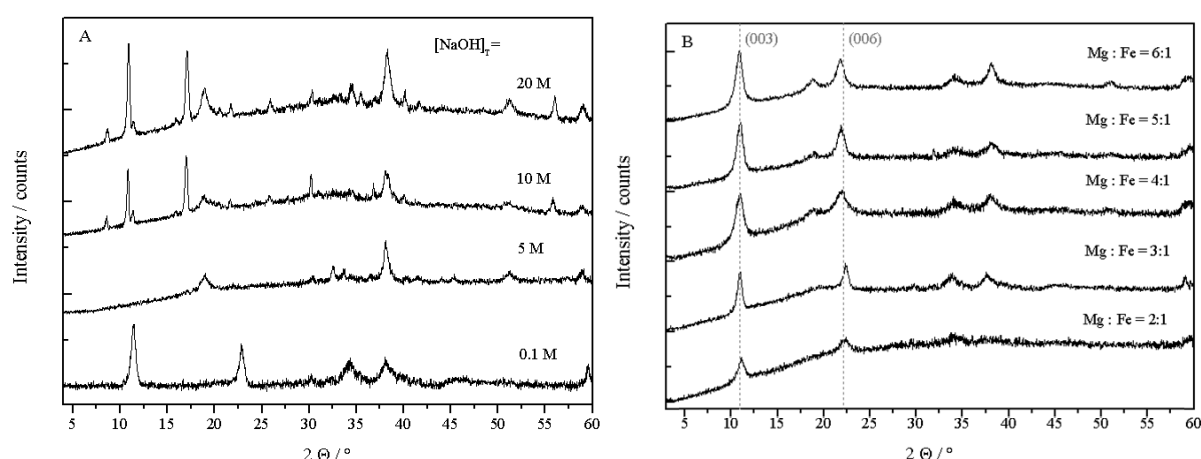 A
[NaOH]T=
20 M
10 M
5 M
0.1 M
Intensity / counts
5 10 15 20 25 30 35 40 45 50 55 60
2 Θ / °
B
(003)
(006)
Mg : Fe = 6:1
Mg : Fe = 5:1
Mg : Fe = 4:1
Mg : Fe = 3:1
Mg : Fe = 2:1
Intensity / counts
5 10 15 20 25 30 35 40 45 50 55 60
2 Θ / °